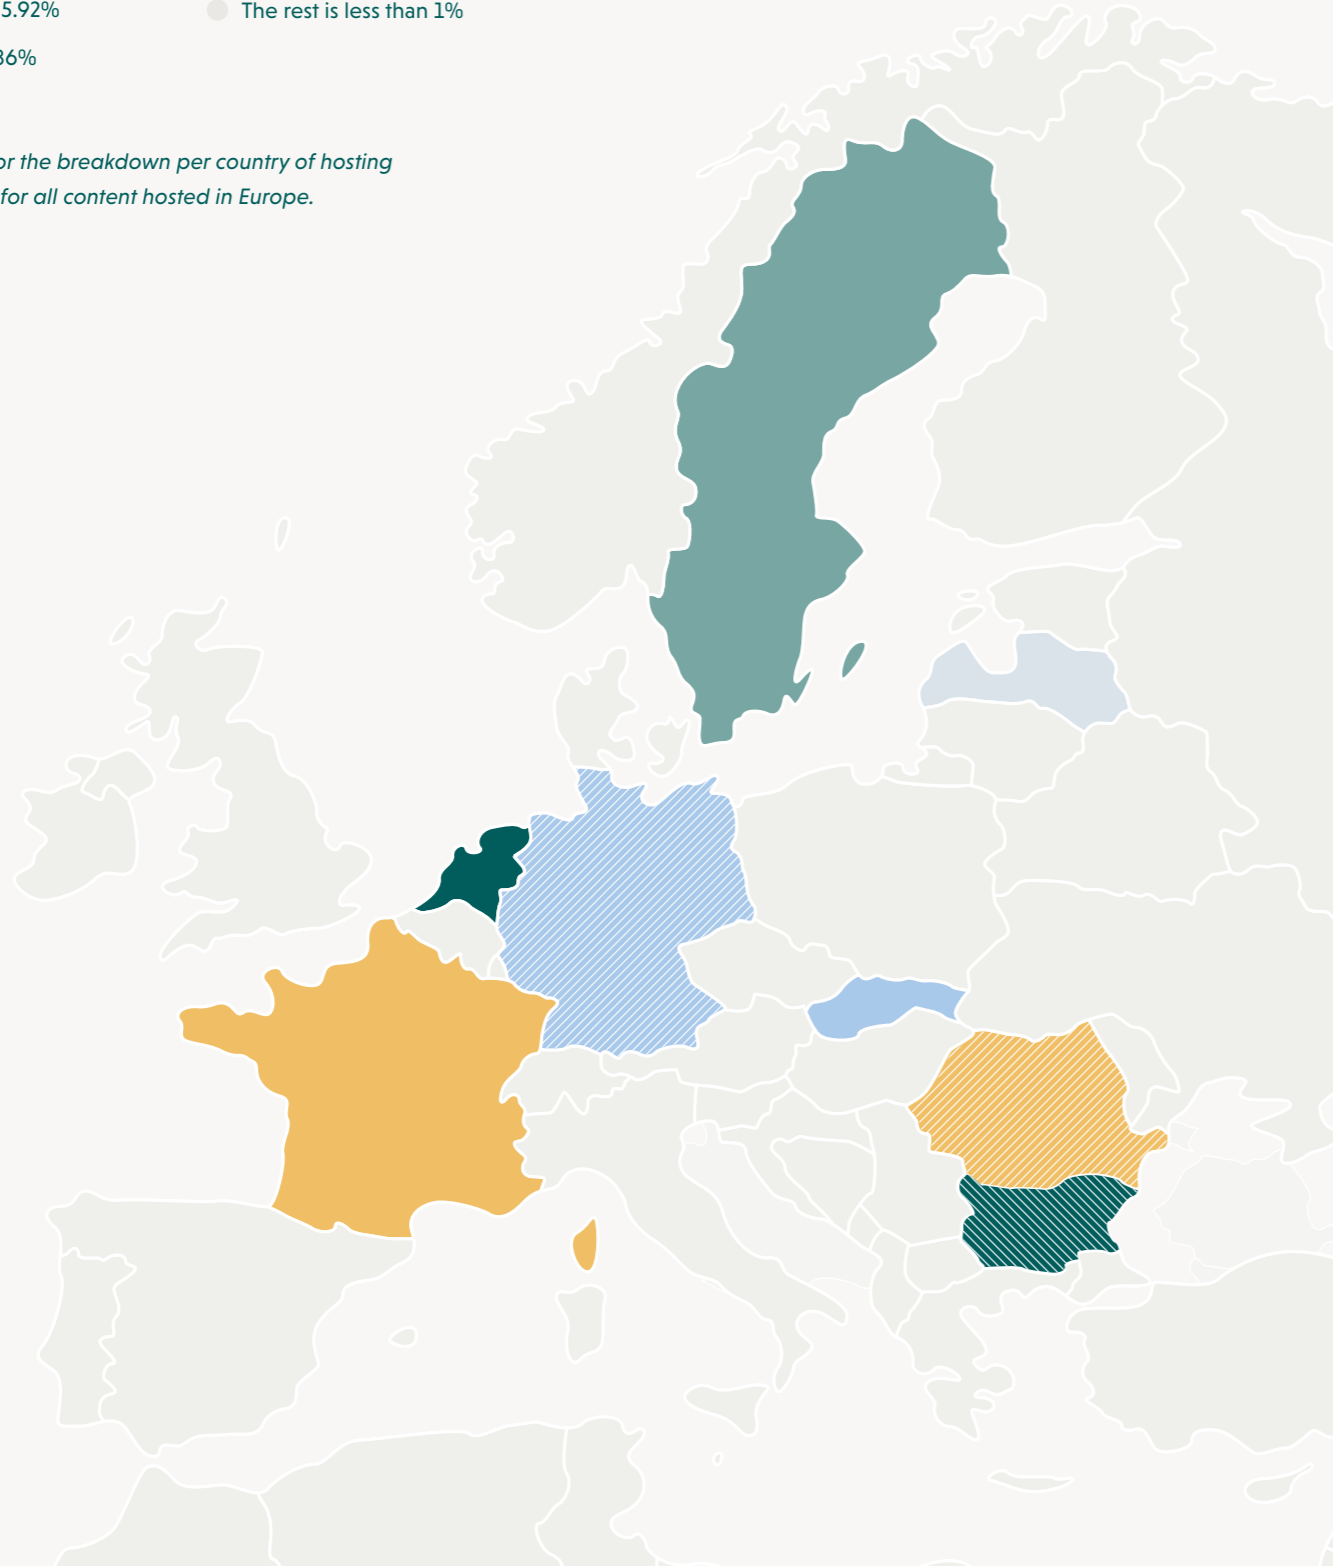 5.92%
The rest is less than 1%
36%
or the breakdown per country of hosting
for all content hosted in Europe.